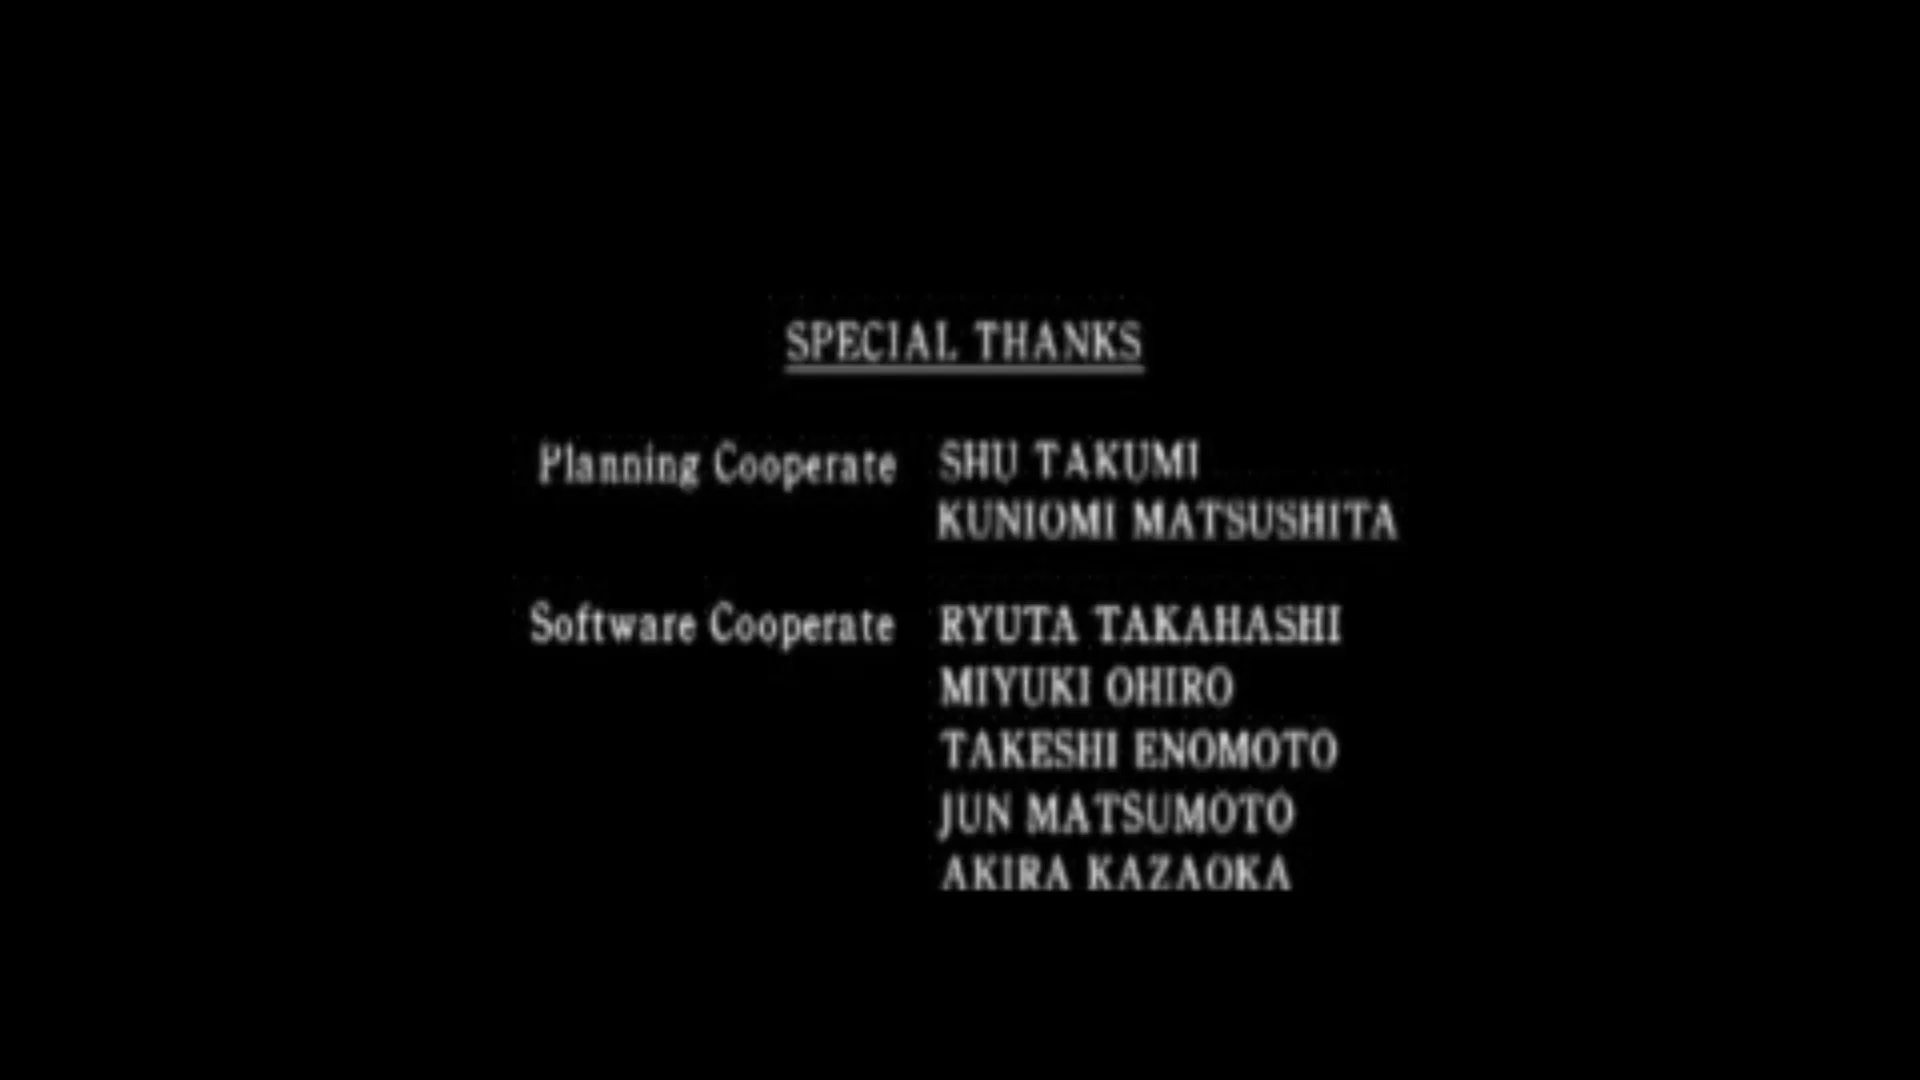 SPECIAL THANKS
Planning Cooperate SHU TAKUMI
KUNIOMI MATSUSHITA
Software Cooperate RYUTA TAKAHASHI
MIYUKI OHIRO
TAKESHI ENOMOTO
JUN MATSUMOTO
AKIRA KAZAOKA